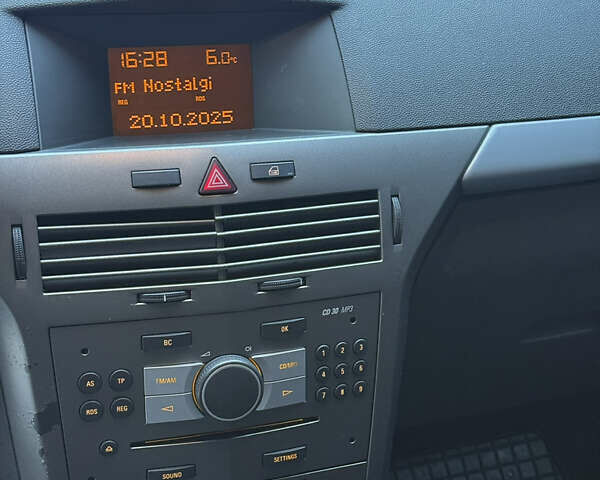 16:28 6.0°C
FM Nostalgi
REG RDS
20.10.2025
CD 30 MP3
BC OK
AS TP FM/AM CD/MP3 1 2 3
4 5 6
RDS REG 7 8 9
SOUND SETTINGS